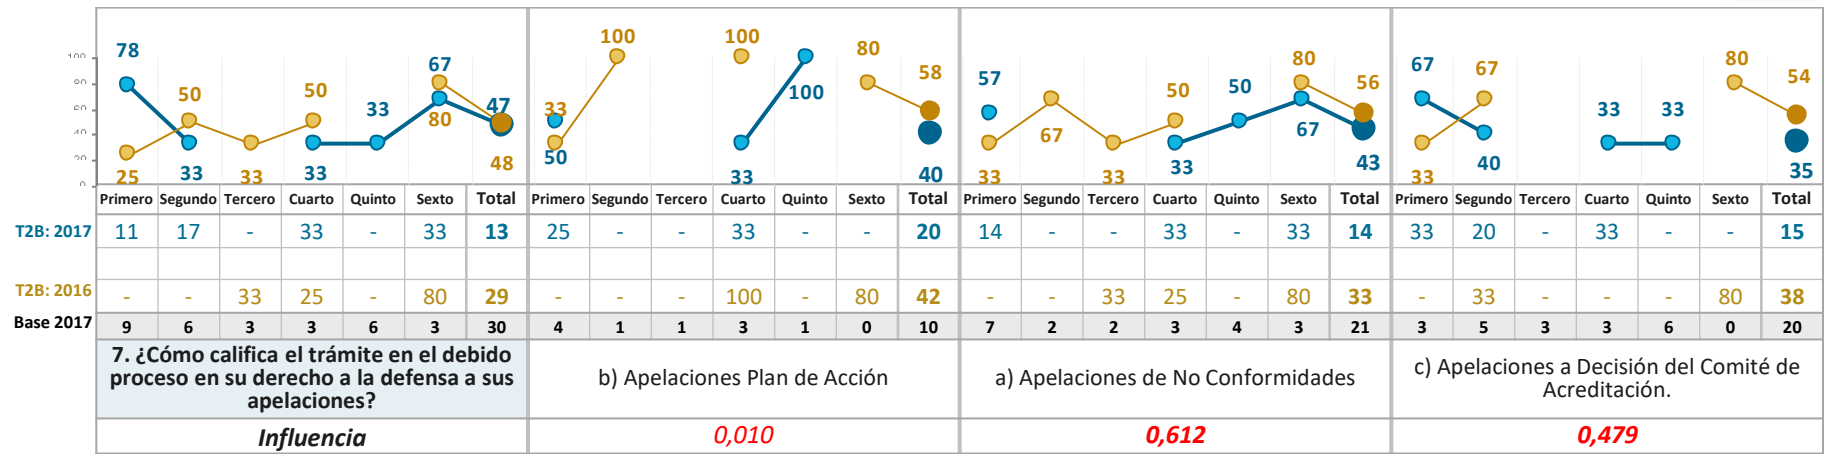 78 50 50 33 67 47
100
80
60
40
20
0
25 33 33 33 80 48
100 100 80 58
33 100
50 33 40
57 50 50 80 56
67 67
33 33 33 43
67 67 33 33 80 54
33 40 35
Primero Segundo Tercero Cuarto Quinto Sexto Total Primero Segundo Tercero Cuarto Quinto Sexto Total Primero Segundo Tercero Cuarto Quinto Sexto Total Primero Segundo Tercero Cuarto Quinto Sexto Total
T2B: 2017 11 17 - 33 - 33 13 25 - - 33 - - 20 14 - - 33 - 33 14 33 20 - 33 - - 15
T2B: 2016 - - 33 25 - 80 29 - - - 100 - 80 42 - - 33 25 - 80 33 - 33 - - - 80 38
Base 2017 9 6 3 3 6 3 30 4 1 1 3 1 0 10 7 2 2 3 4 3 21 3 5 3 3 6 0 20
7. ¿Cómo califica el trámite en el debido
proceso en su derecho a la defensa a sus
apelaciones?
b) Apelaciones Plan de Acción
a) Apelaciones de No Conformidades
c) Apelaciones a Decisión del Comité de
Acreditación.
Influencia 0,010 0,612 0,479